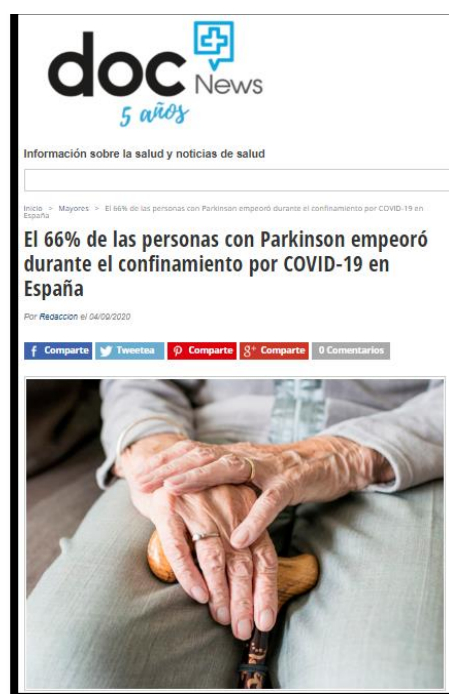 doc
News
5 años
Información sobre la salud y noticias de salud
Inicio > Mayores > El 66% de las personas con Parkinson empeoró durante el confinamiento por COVID-19 en
España
El 66% de las personas con Parkinson empeoró
durante el confinamiento por COVID-19 en
España
Por Redaccion el 04/09/2020
f Comparte Tweetea Comparte g+ Comparte 0 Comentarios